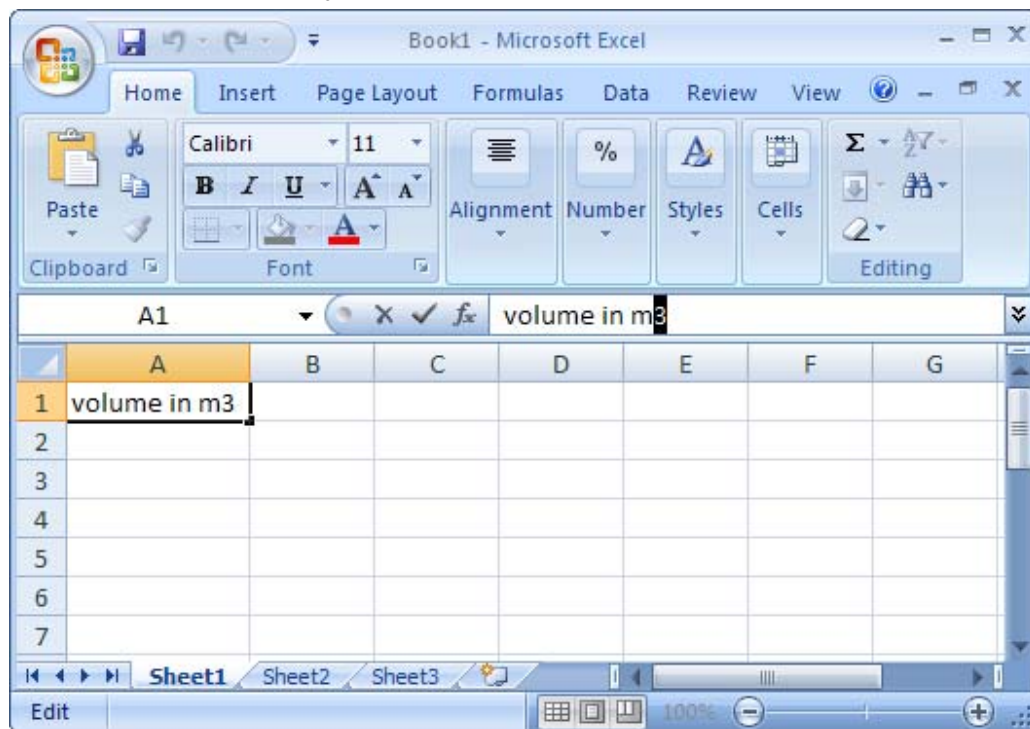 Book1 - Microsoft Excel
Home Insert Page Layout Formulas Data Review View
Calibri 11 Σ A Z
B I U A A % A
Paste Alignment Number Styles Cells
A
Clipboard Font Editing
A1 fx volume in m3
A B C D E F G
1 volume in m3
2
3
4
5
6
7
Sheet1 Sheet2 Sheet3
Edit 100%